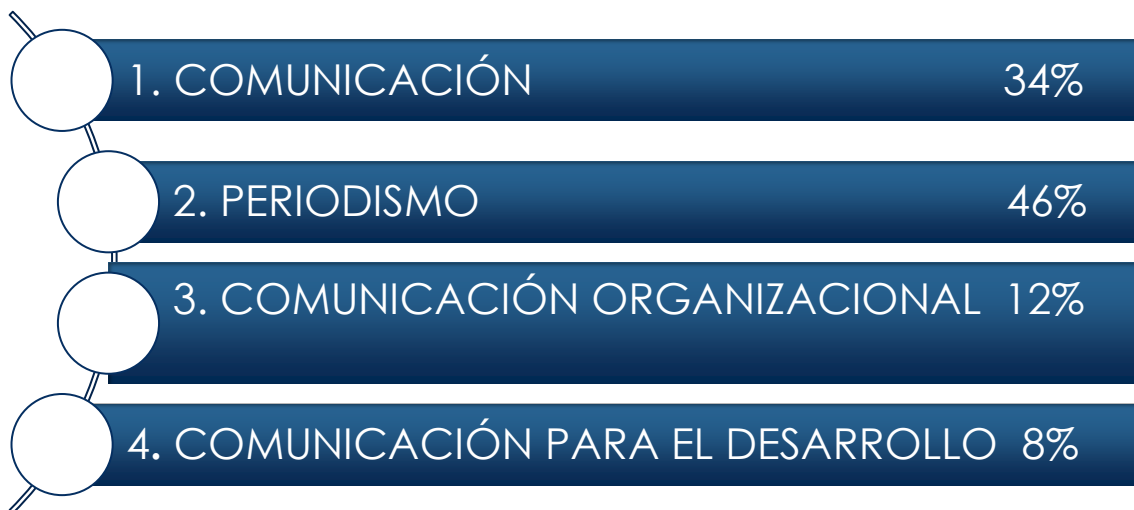 1. COMUNICACIÓN 34%
2. PERIODISMO 46%
3. COMUNICACIÓN ORGANIZACIONAL 12%
4. COMUNICACIÓN PARA EL DESARROLLO 8%